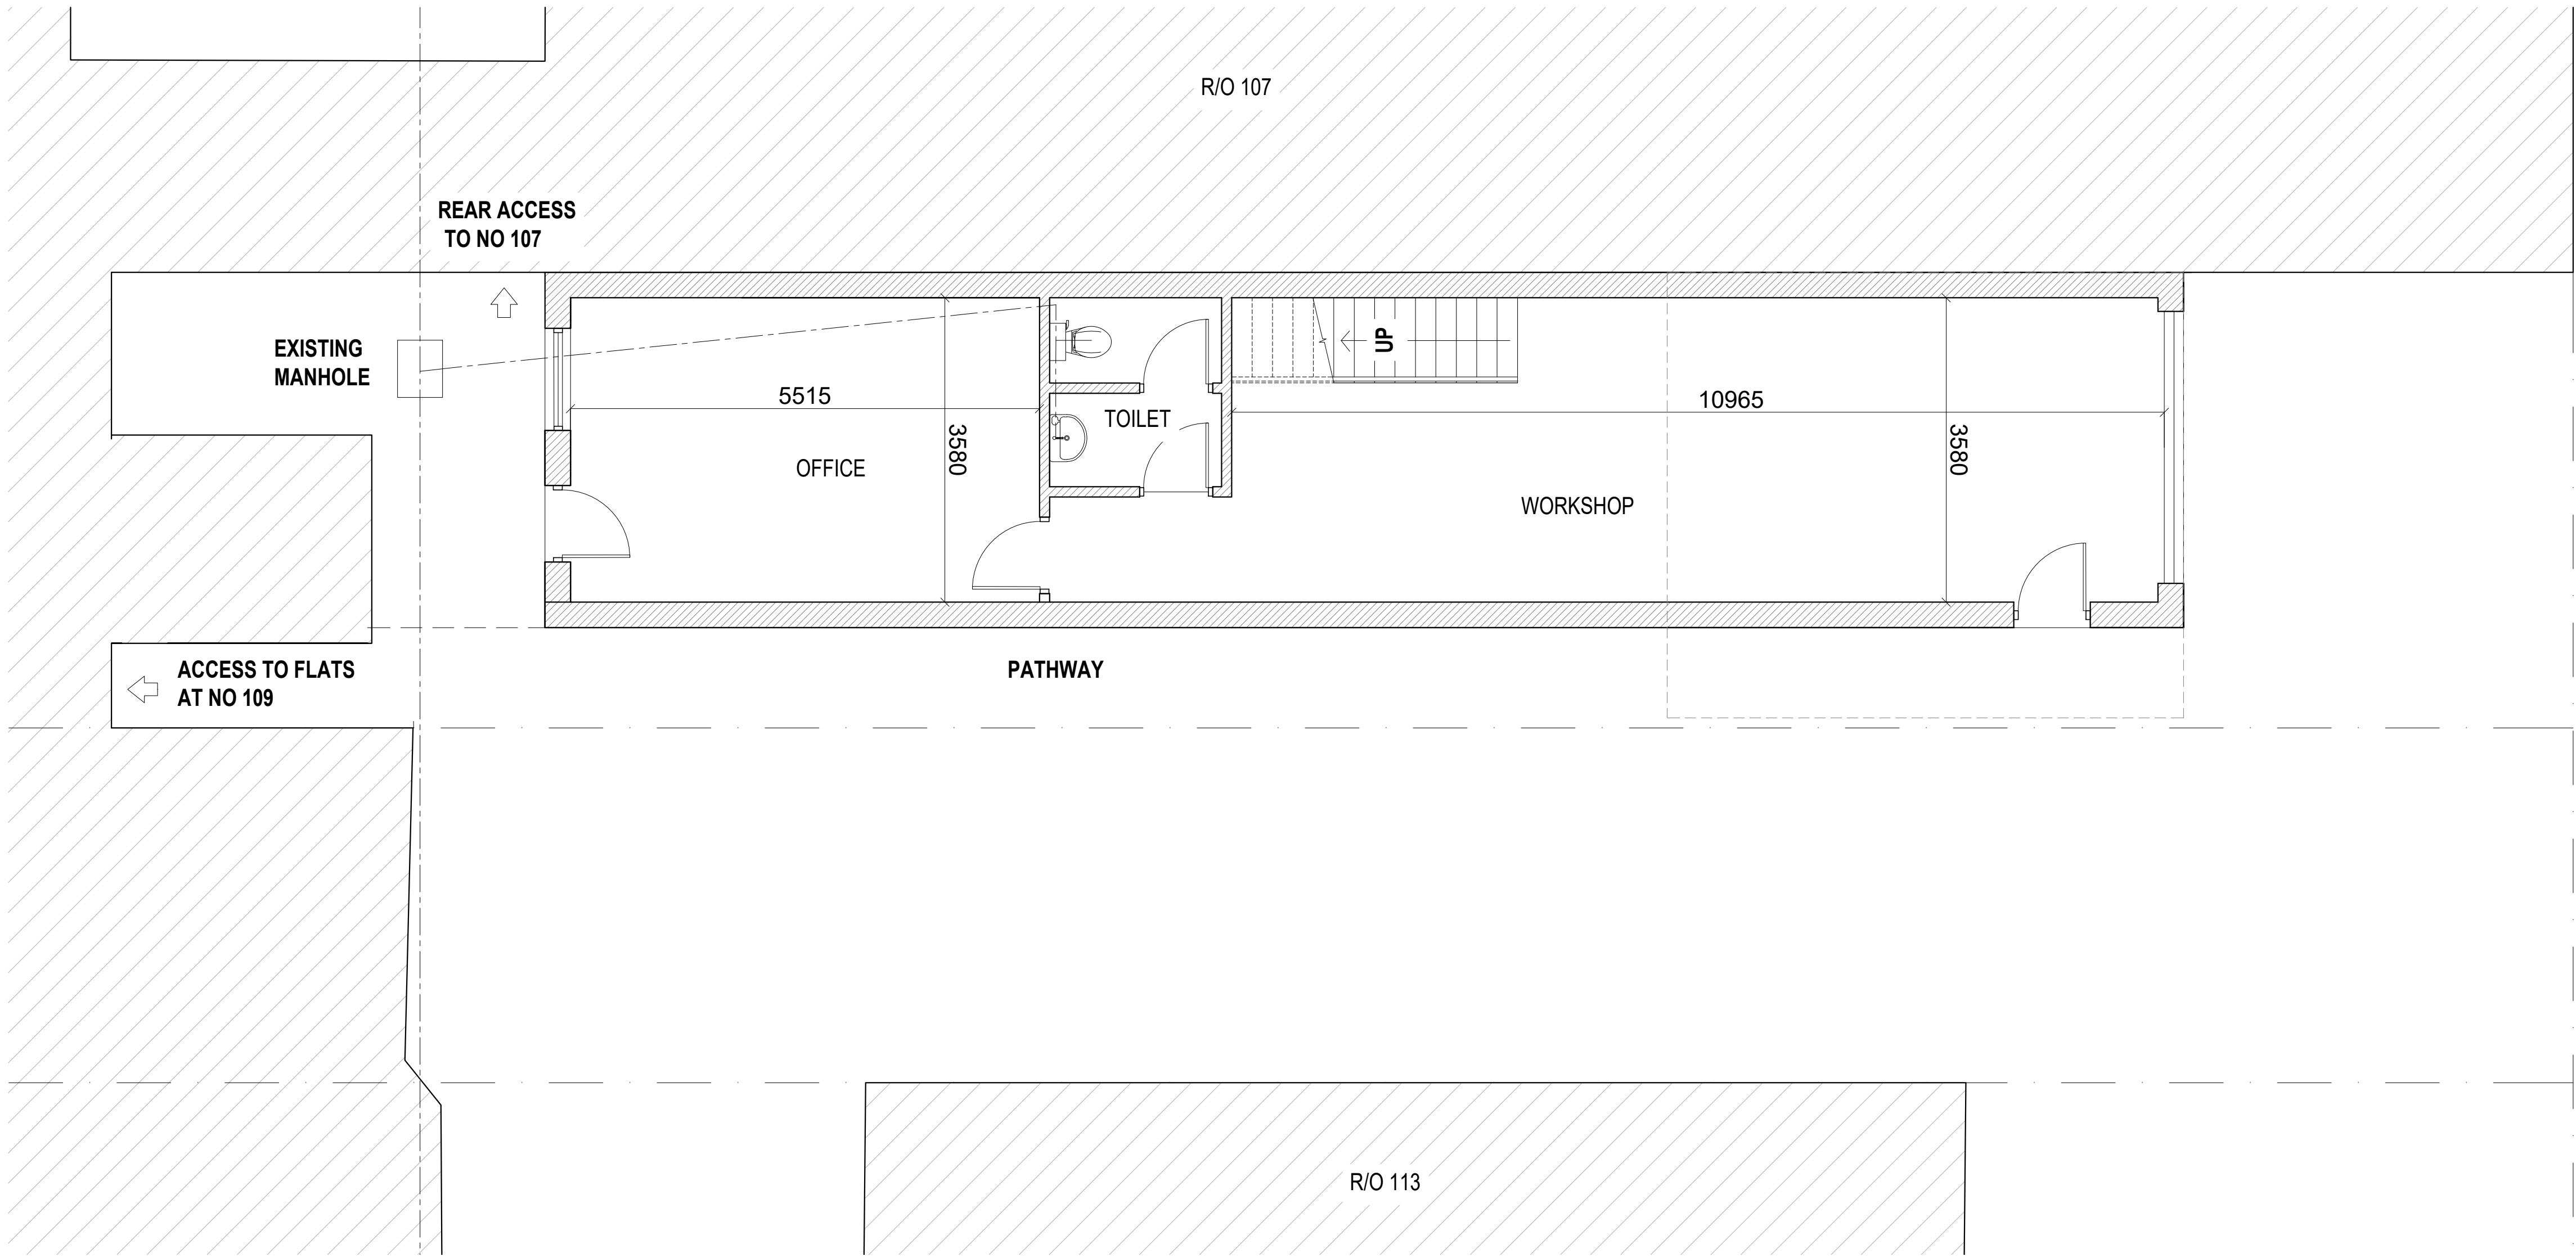 R/O 107
REAR ACCESS
TO NO 107
EXISTING
MANHOLE
5515
3580
OFFICE
TOILET
UP
10965
3580
WORKSHOP
ACCESS TO FLATS
AT NO 109
PATHWAY
R/O 113